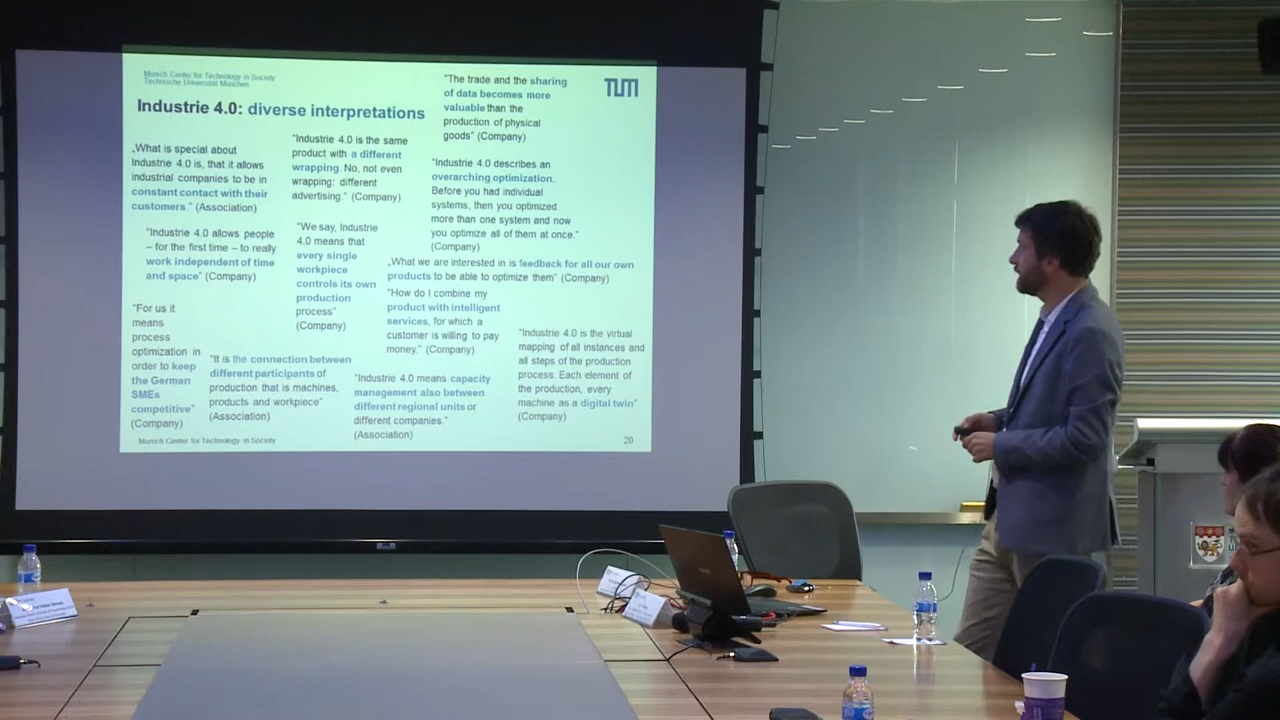 Munich Center for Technology in Society
Technische Universität München
TUM
Industrie 4.0: diverse interpretations
„What is special about
Industrie 4.0 is, that it allows
industrial companies to be in
constant contact with their
customers." (Association)
"Industrie 4.0 is the same
product with a different
wrapping. No, not even
wrapping: different
advertising." (Company)
"The trade and the sharing
of data becomes more
valuable than the
production of physical
goods" (Company)
"Industrie 4.0 describes an
overarching optimization.
Before you had individual
systems, then you optimized
more than one system and now
you optimize all of them at once."
(Company)
"Industrie 4.0 allows people
– for the first time – to really
work independent of time
and space" (Company)
"We say, Industrie
4.0 means that
every single
workpiece
controls its own
production
process"
(Company)
„What we are interested in is feedback for all our own
products to be able to optimize them" (Company)
"How do I combine my
product with intelligent
services, for which a
customer is willing to pay
money." (Company)
"For us it
means
process
optimization in
order to keep
the German
SMEs
competitive"
(Company)
"It is the connection between
different participants of
production that is machines,
products and workpiece"
(Association)
"Industrie 4.0 means capacity
management also between
different regional units or
different companies."
(Association)
"Industrie 4.0 is the virtual
mapping of all instances and
all steps of the production
process. Each element of
the production, every
machine as a digital twin"
(Company)
Munich Center for Technology in Society
20